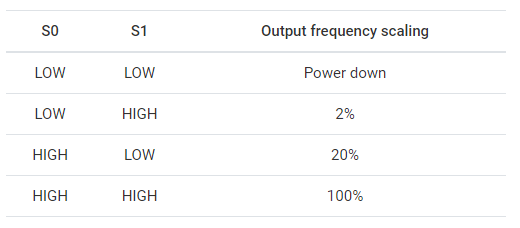 S0 S1 Output frequency scaling
LOW LOW Power down
LOW HIGH 2%
HIGH LOW 20%
HIGH HIGH 100%